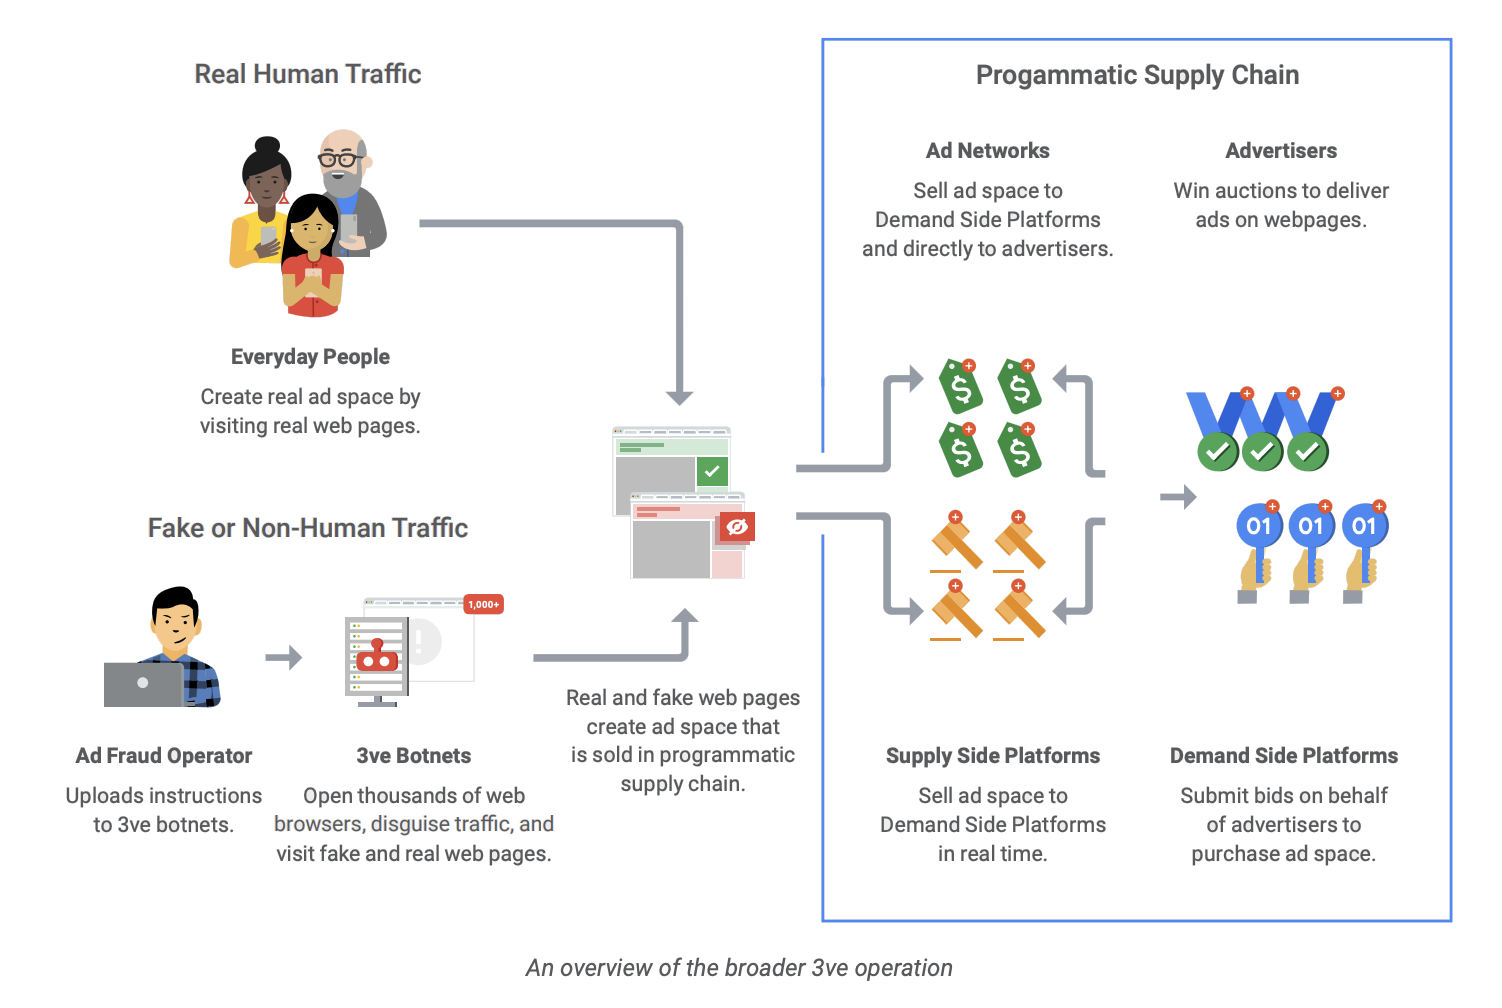 Real Human Traffic
Everyday People
Create real ad space by
visiting real web pages.
Fake or Non-Human Traffic
1,000+
Ad Fraud Operator
Uploads instructions
to 3ve botnets.
3ve Botnets
Open thousands of web
browsers, disguise traffic, and
visit fake and real web pages.
Real and fake web pages
create ad space that
is sold in programmatic
supply chain.
Progammatic Supply Chain
Ad Networks
Sell ad space to
Demand Side Platforms
and directly to advertisers.
Advertisers
Win auctions to deliver
ads on webpages.
$ $
$ $
01 01 01
Supply Side Platforms
Sell ad space to
Demand Side Platforms
in real time.
Demand Side Platforms
Submit bids on behalf
of advertisers to
purchase ad space.
An overview of the broader 3ve operation